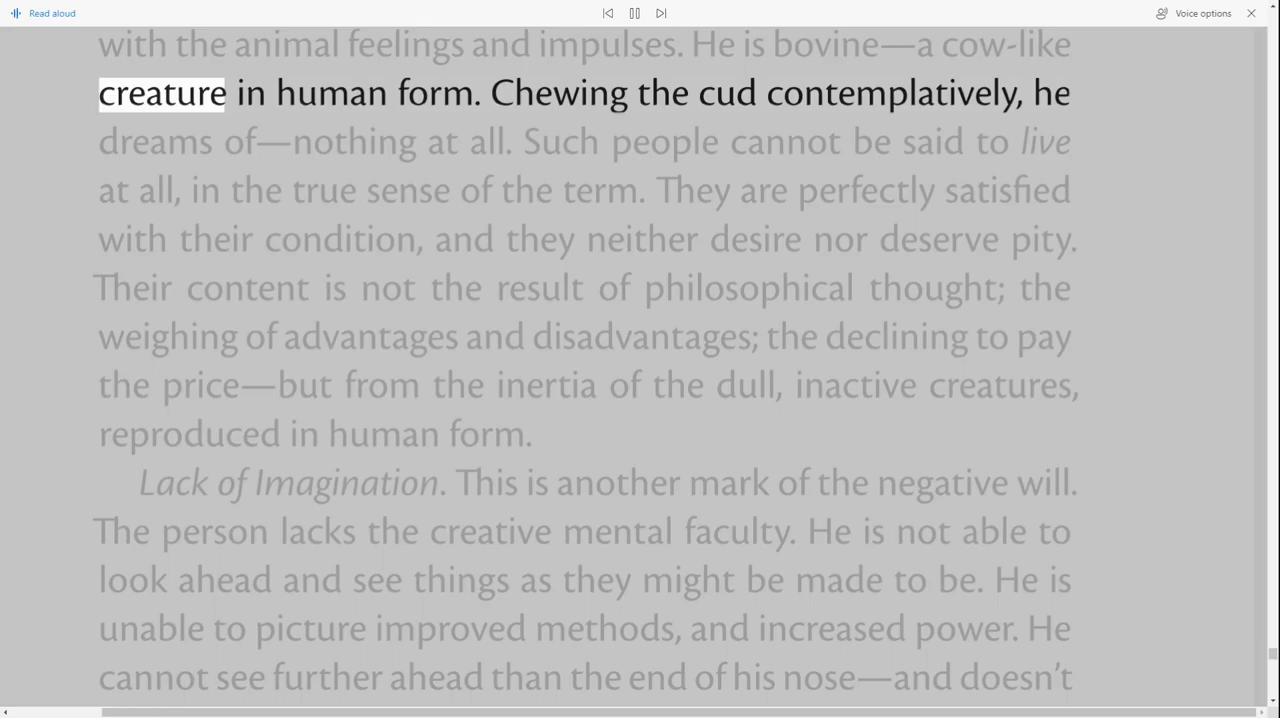 Read aloud
Voice options
with the animal feelings and impulses. He is bovine—a cow-like
creature in human form. Chewing the cud contemplatively, he
dreams of—nothing at all. Such people cannot be said to live
at all, in the true sense of the term. They are perfectly satisfied
with their condition, and they neither desire nor deserve pity.
Their content is not the result of philosophical thought; the
weighing of advantages and disadvantages; the declining to pay
the price—but from the inertia of the dull, inactive creatures,
reproduced in human form.
Lack of Imagination. This is another mark of the negative will.
The person lacks the creative mental faculty. He is not able to
look ahead and see things as they might be made to be. He is
unable to picture improved methods, and increased power. He
cannot see further ahead than the end of his nose—and doesn't